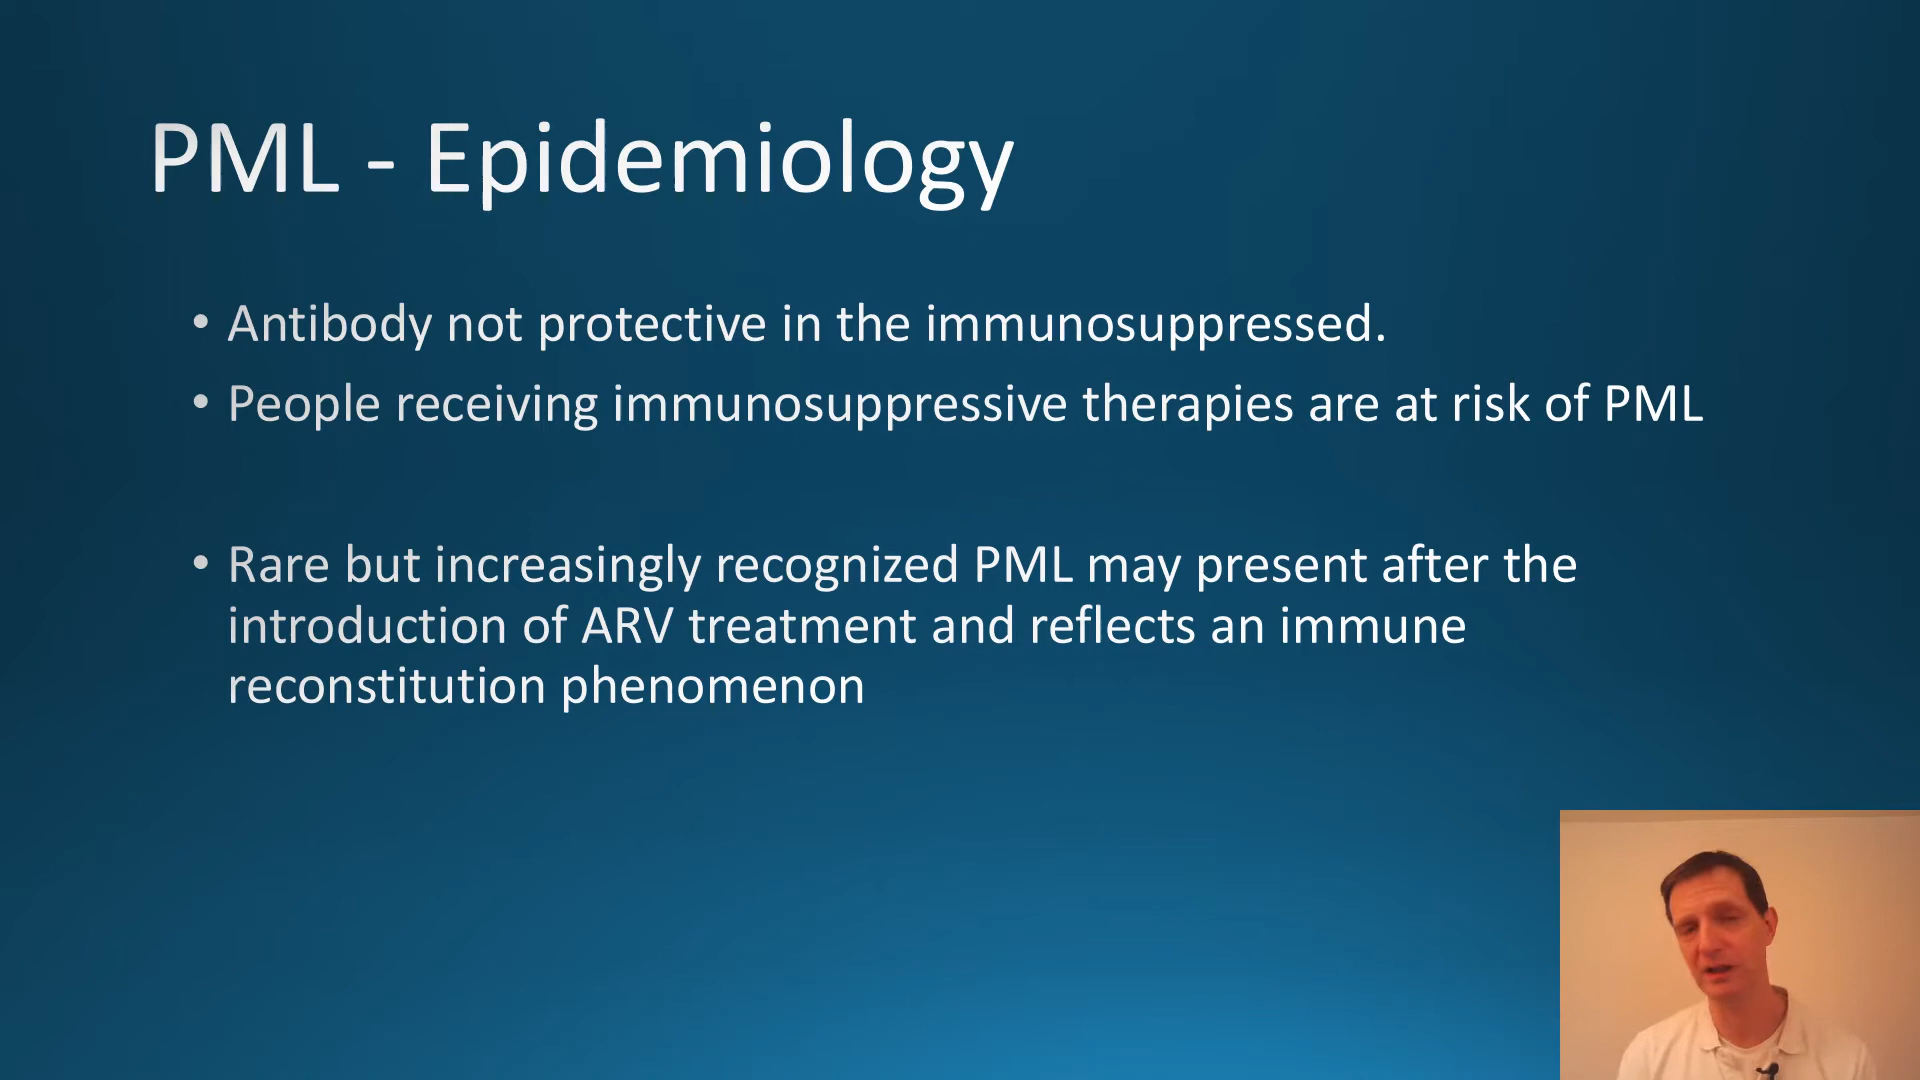 PML - Epidemiology
• Antibody not protective in the immunosuppressed.
• People receiving immunosuppressive therapies are at risk of PML
• Rare but increasingly recognized PML may present after the
introduction of ARV treatment and reflects an immune
reconstitution phenomenon